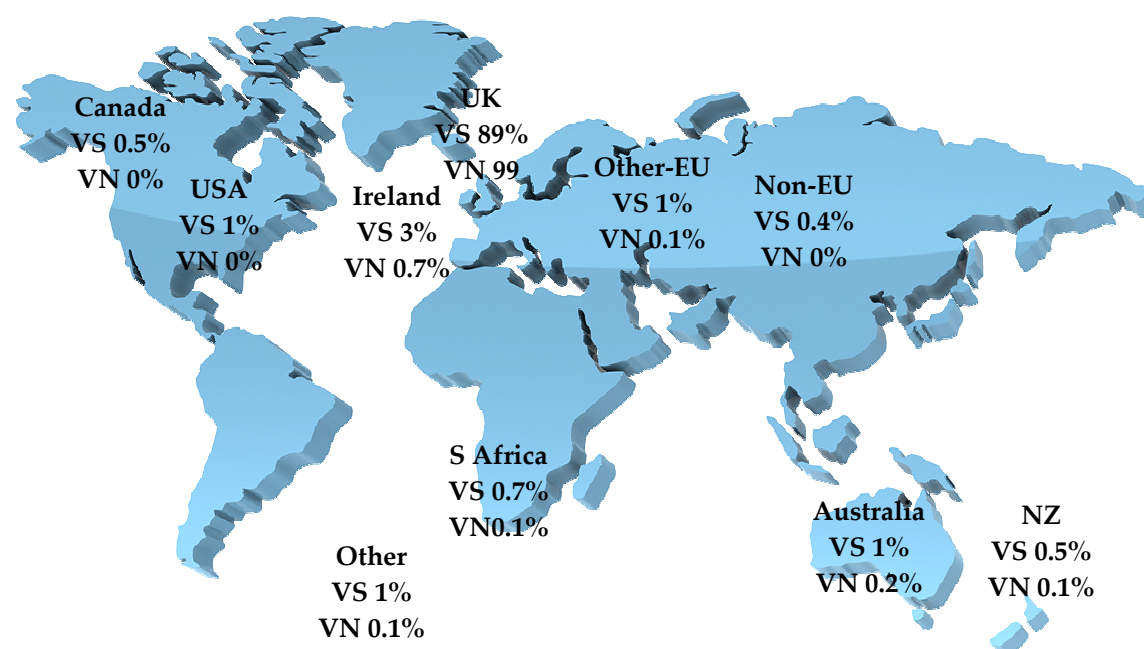 Canada
VS 0.5%
VN 0%
USA
VS 1%
VN 0%
UK
VS 89%
VN 99
Ireland
VS 3%
VN 0.7%
Other-EU
VS 1%
VN 0.1%
Non-EU
VS 0.4%
VN 0%
S Africa
VS 0.7%
VN0.1%
Other
VS 1%
VN 0.1%
Australia
VS 1%
VN 0.2%
NZ
VS 0.5%
VN 0.1%